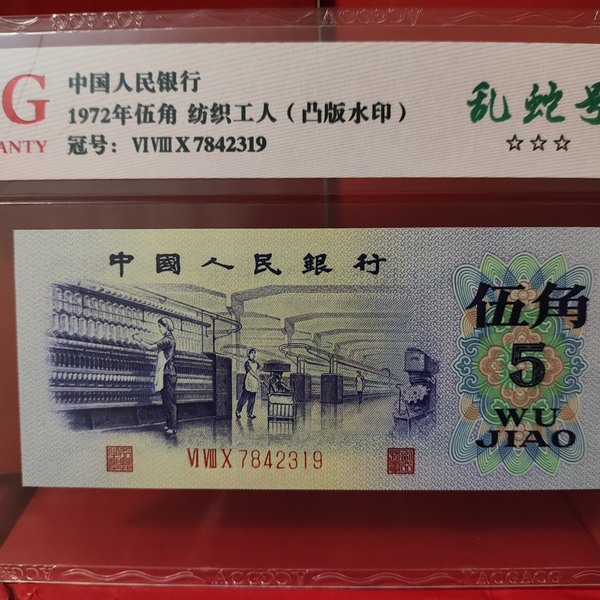 G
ANTY
中国人民银行
1972年伍角 纺织工人（凸版水印）
冠号：ⅥⅧⅩ7842319
乱蛇号
☆☆☆
中國人民銀行
伍角
5
WU
JIAO
ⅥⅧⅩ7842319